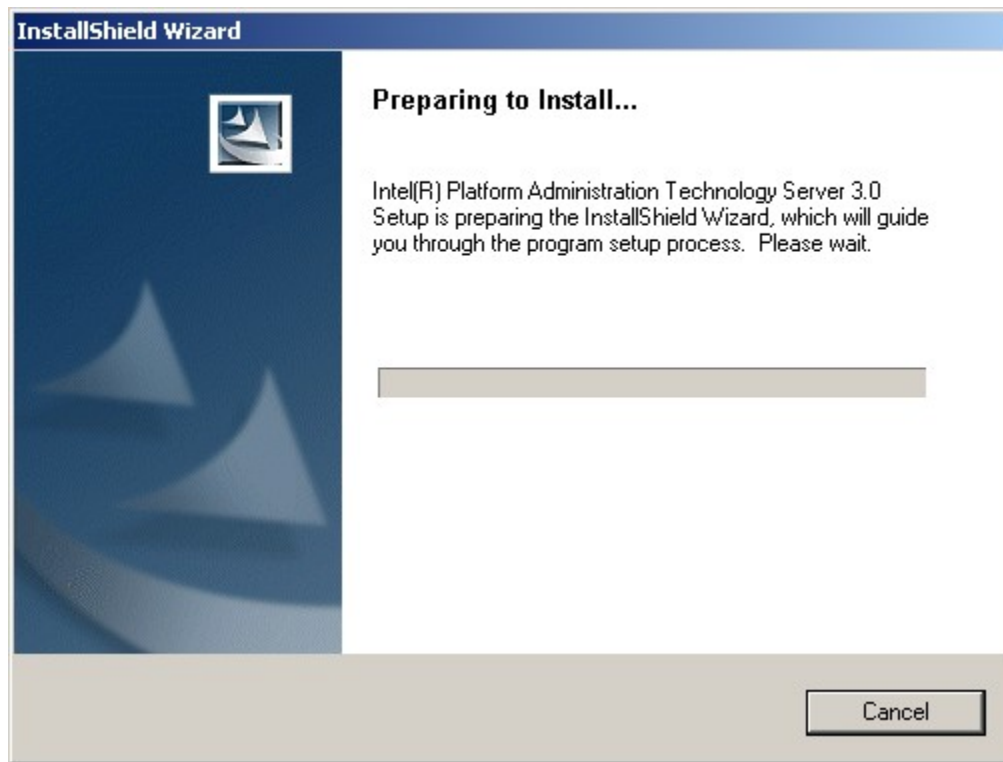 InstallShield Wizard
Preparing to Install...
Intel(R) Platform Administration Technology Server 3.0
Setup is preparing the InstallShield Wizard, which will guide
you through the program setup process.  Please wait.
Cancel